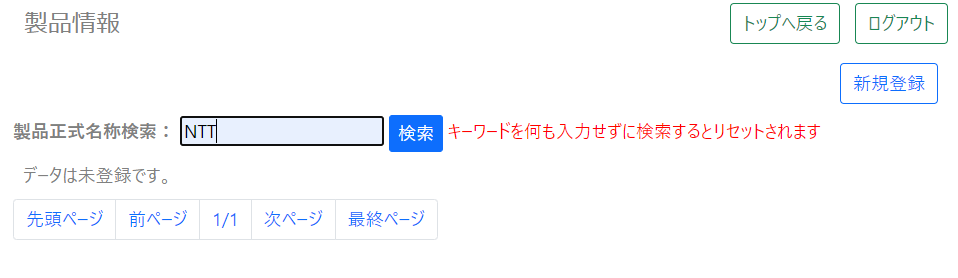 製品情報
トップへ戻る ログアウト
新規登録
製品正式名称検索： NTT 検索 キーワードを何も入力せずに検索するとリセットされます
データは未登録です。
先頭ページ 前ページ 1/1 次ページ 最終ページ